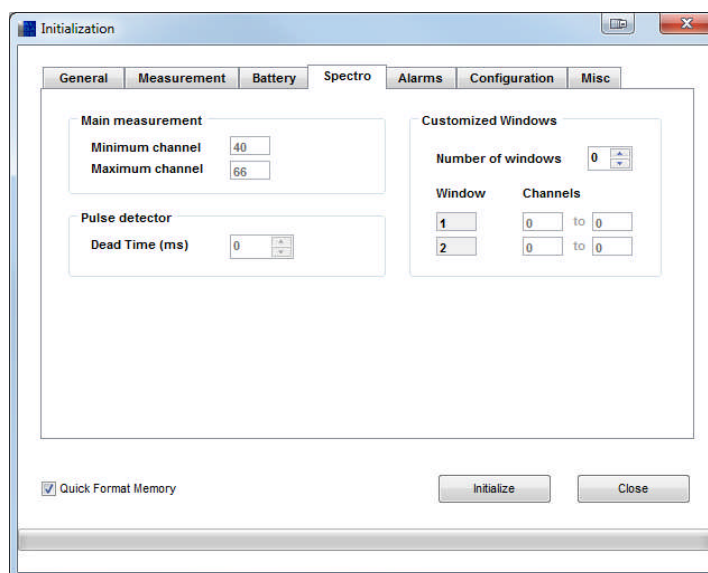 Initialization
General Measurement Battery Spectro Alarms Configuration Misc
Main measurement
Minimum channel 40
Maximum channel 66
Pulse detector
Dead Time (ms) 0
Customized Windows
Number of windows 0
Window Channels
1 0 to 0
2 0 to 0
Quick Format Memory
Initialize
Close